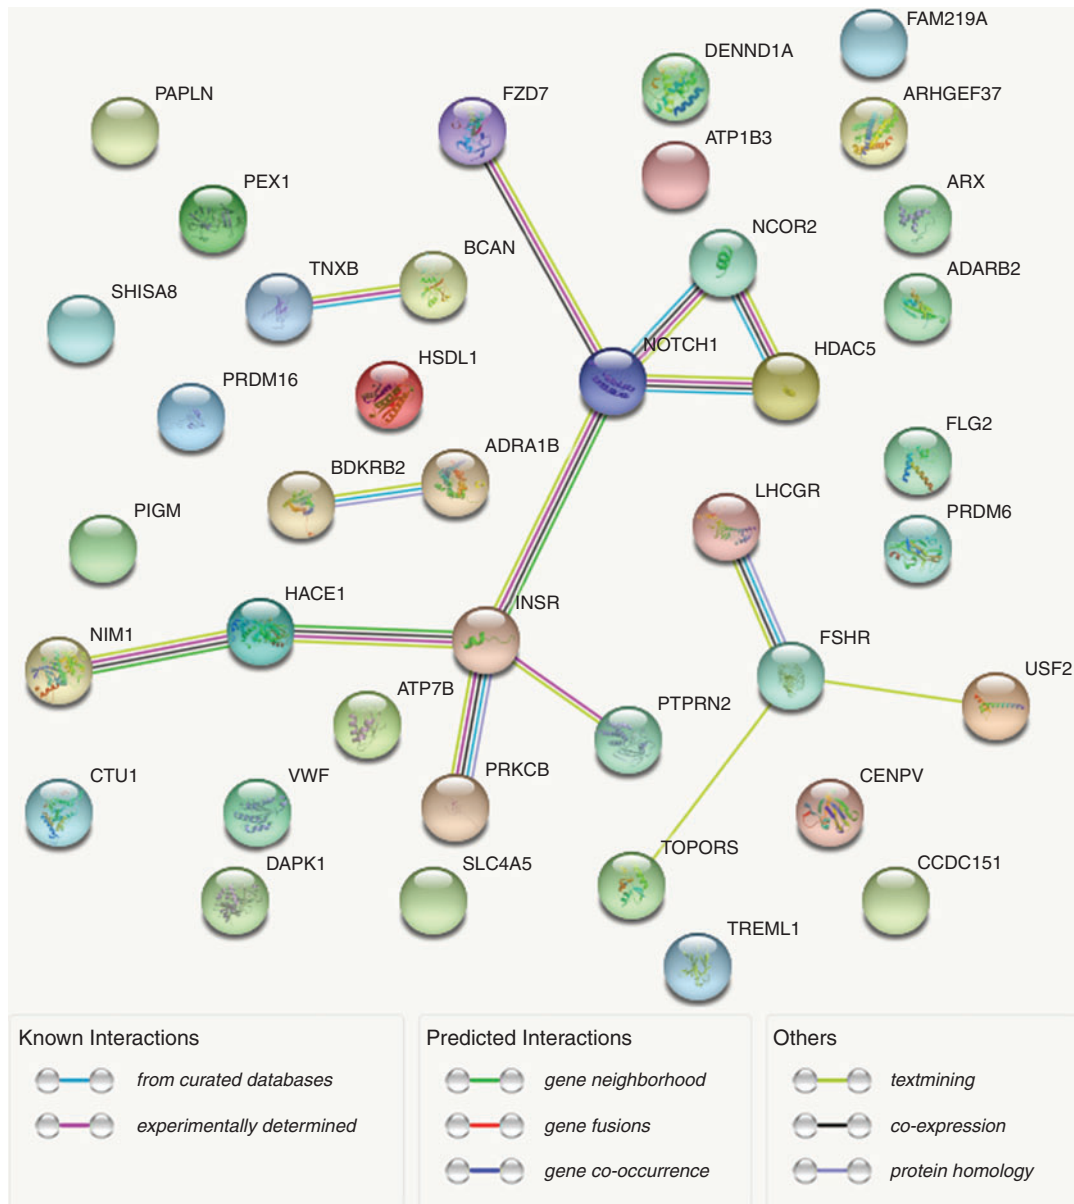 FAM219A
DENND1A
PAPLN
FZD7
ARHGEF37
ATP1B3
PEX1
ARX
NCOR2
BCAN
TNXB
ADARB2
SHISA8
NOTCH1
HDAC5
HSDL1
PRDM16
FLG2
ADRA1B
BDKRB2
LHCGR
PRDM6
PIGM
HACE1
INSR
NIM1
FSHR
USF2
ATP7B
PTPRN2
CTU1
VWF
PRKCB
CENPV
TOPORS
DAPK1
SLC4A5
CCDC151
TREML1
Known Interactions
from curated databases
experimentally determined
Predicted Interactions
gene neighborhood
gene fusions
gene co-occurrence
Others
textmining
co-expression
protein homology